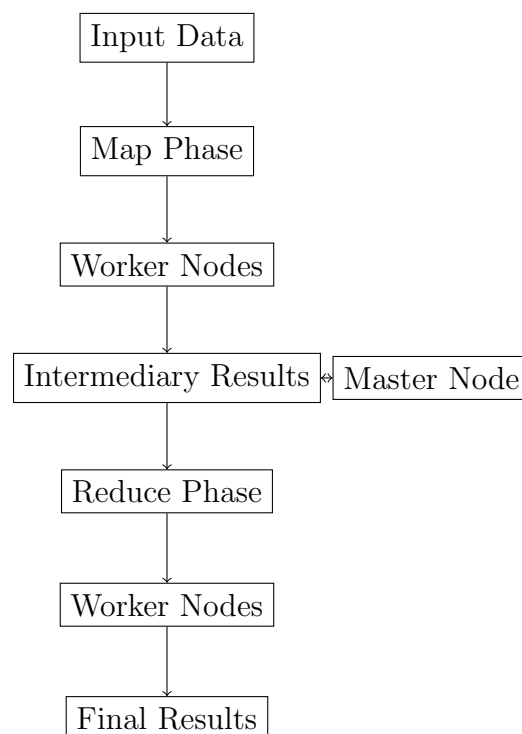 Input Data
Map Phase
Worker Nodes
Intermediary Results
Master Node
Reduce Phase
Worker Nodes
Final Results